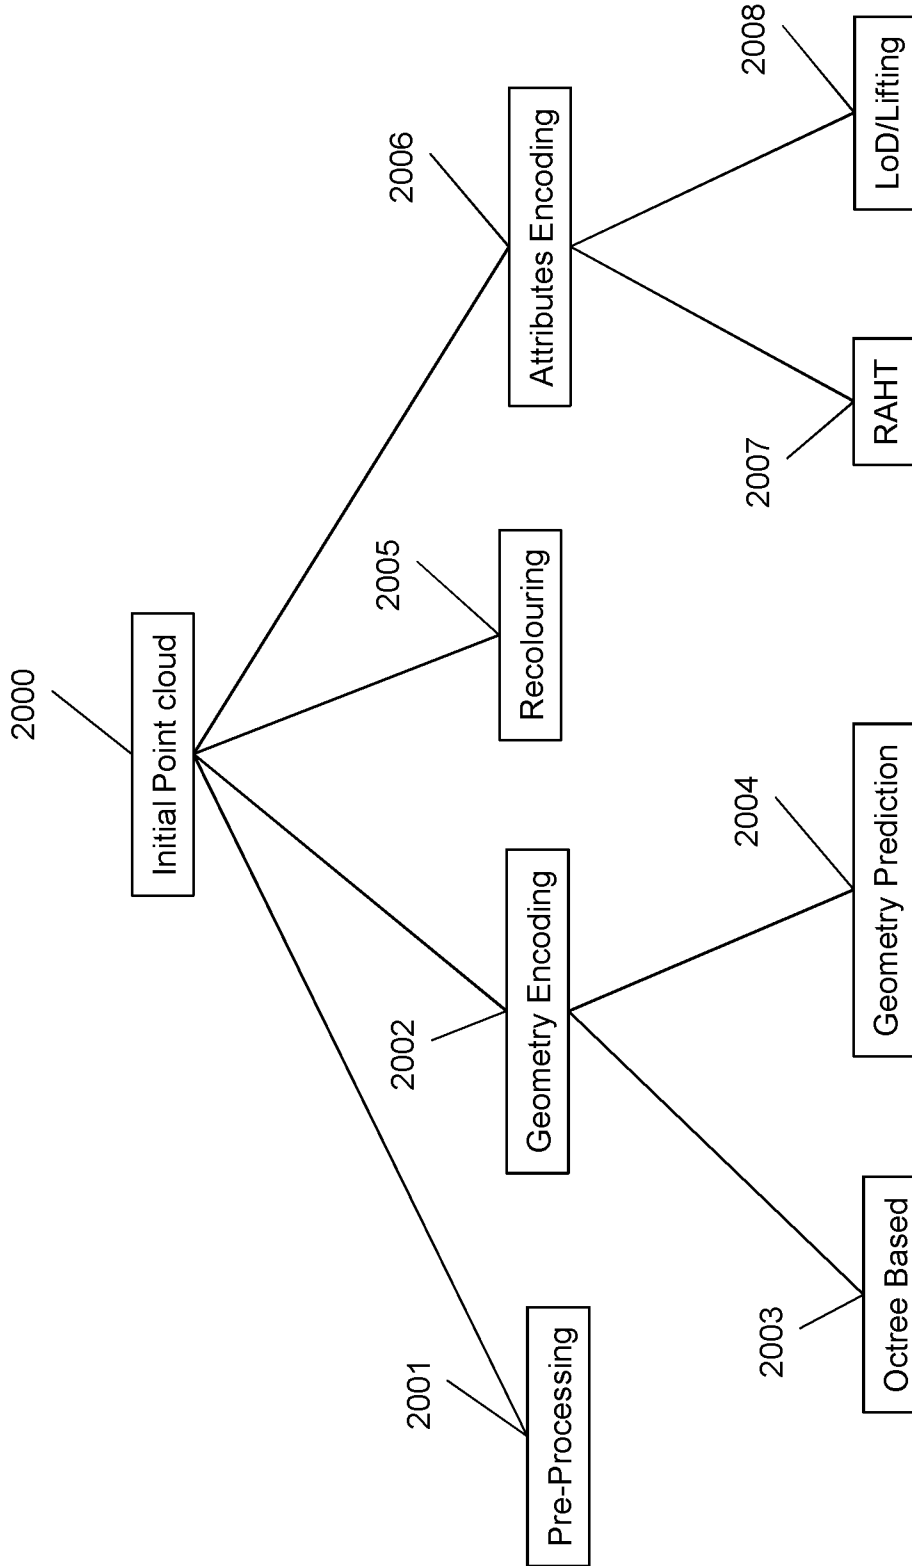 2000
Initial Point cloud
2001
Pre-Processing
2002
Geometry Encoding
2005
Recolouring
2006
Attributes Encoding
2003
Octree Based
2004
Geometry Prediction
2007
RAHT
2008
LoD/Lifting